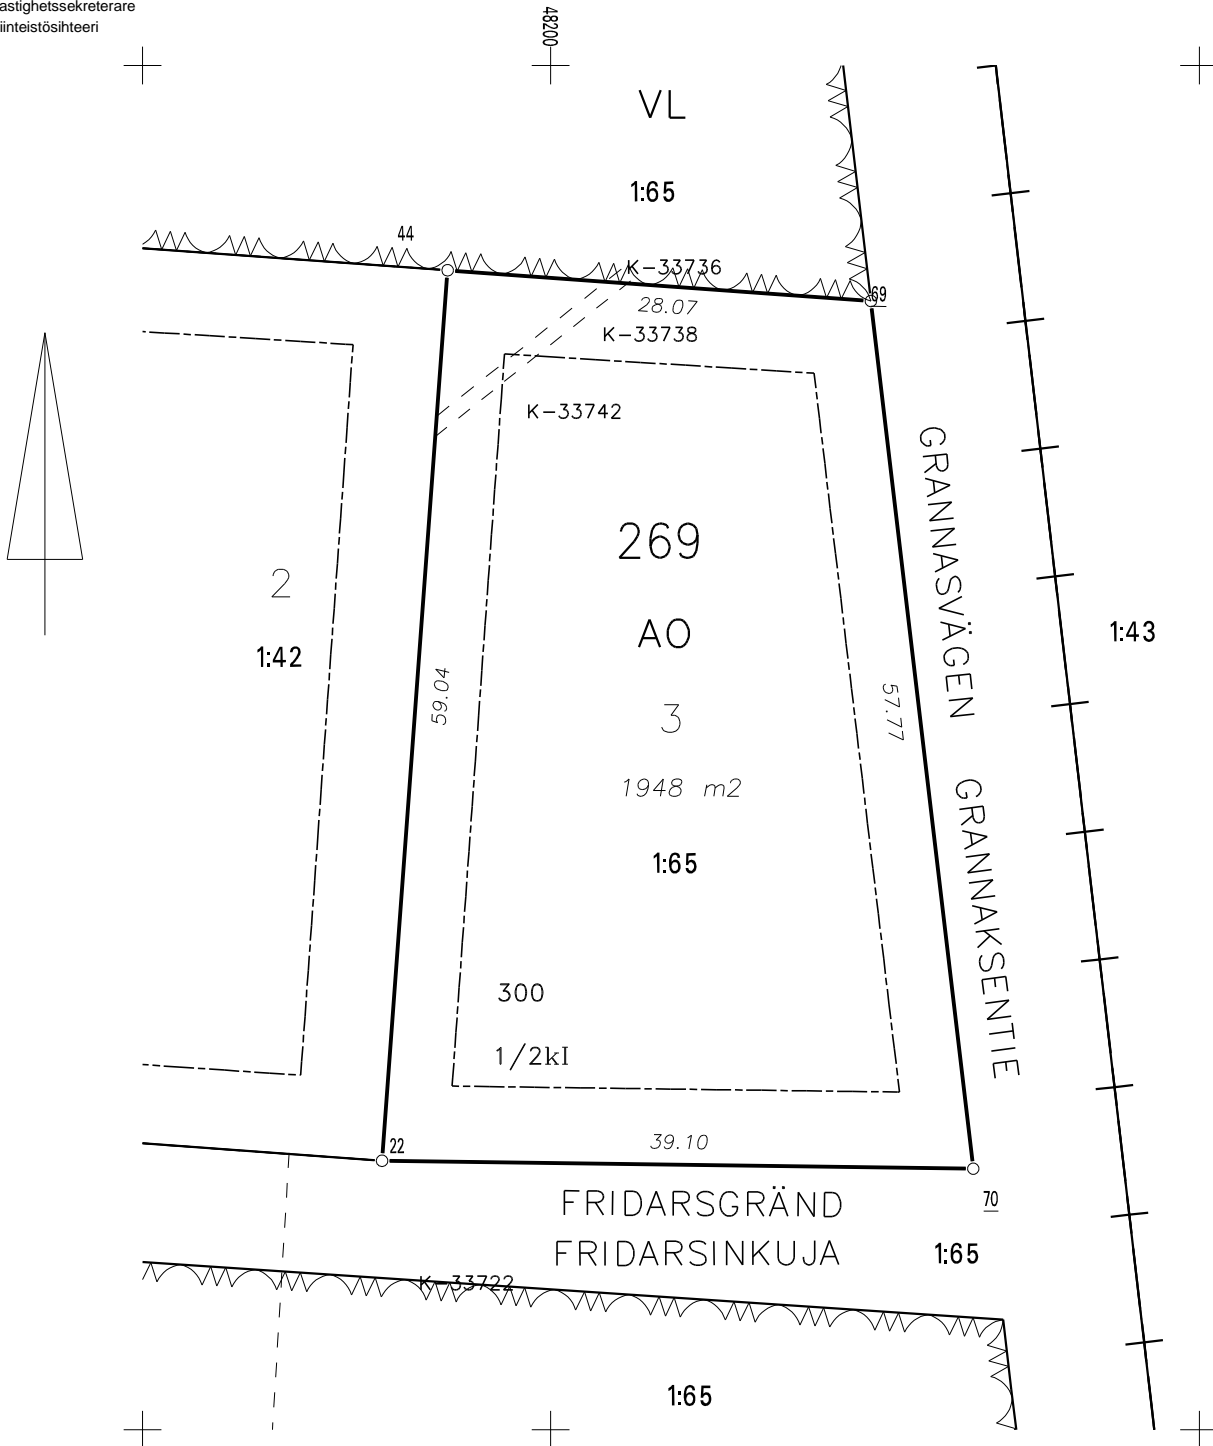 astighetssekreterare
iinteistösihteeri
48200
VL
1:65
44
K-33736
69
28.07
K-33738
K-33742
269
GRANNASVÄGEN GRANNAKSENTIE
2
AO
1:43
1:42
59.04
57.77
3
1948 m2
1:65
300
1/2kI
22
39.10
70
FRIDARSGRÄND
FRIDARSINKUJA
1:65
K-33722
1:65